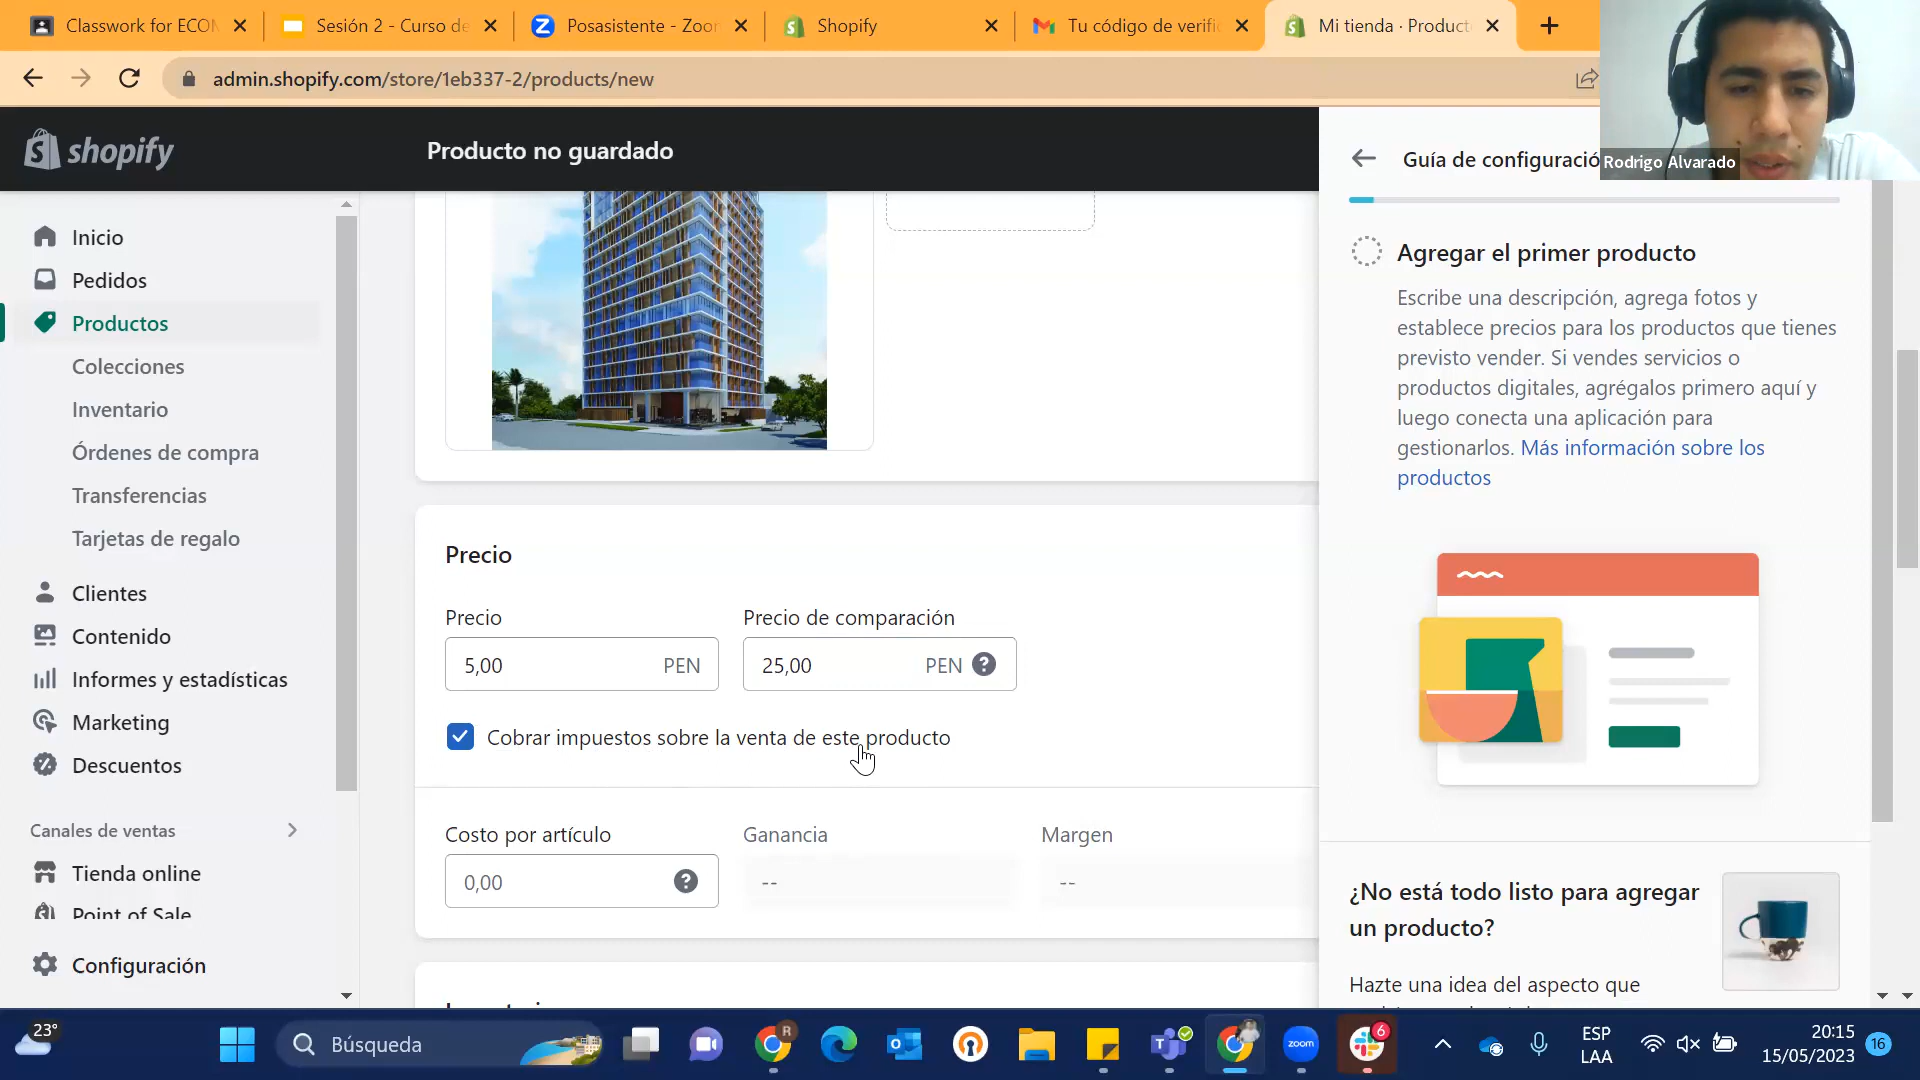 Classwork for ECON
Sesión 2 - Curso de
Posasistente - Zoom
Shopify
Tu código de verific
Mi tienda · Product
admin.shopify.com/store/1eb337-2/products/new
Rodrigo Alvarado
shopify
Producto no guardado
Guía de configuració
Inicio
Pedidos
Productos
Colecciones
Inventario
Órdenes de compra
Transferencias
Tarjetas de regalo
Clientes
Contenido
Informes y estadísticas
Marketing
Descuentos
Canales de ventas
Tienda online
Point of Sale
Configuración
Precio
Precio
Precio de comparación
5,00 PEN
25,00 PEN
Cobrar impuestos sobre la venta de este producto
Costo por artículo
Ganancia
Margen
0,00
--
--
Agregar el primer producto
Escribe una descripción, agrega fotos y
establece precios para los productos que tienes
previsto vender. Si vendes servicios o
productos digitales, agrégalos primero aquí y
luego conecta una aplicación para
gestionarlos. Más información sobre los
productos
¿No está todo listo para agregar
un producto?
Hazte una idea del aspecto que
23°
Búsqueda
R
zoom
6
ESP
LAA
20:15
15/05/2023
16